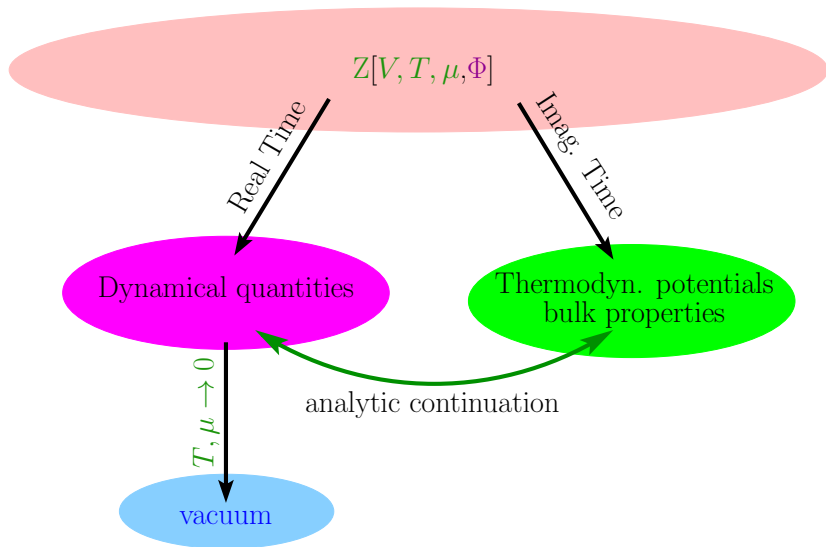 Z[V, T, μ,Φ]
Real Time
Imag. Time
Dynamical quantities
Thermodyn. potentials
bulk properties
analytic continuation
T, μ → 0
vacuum